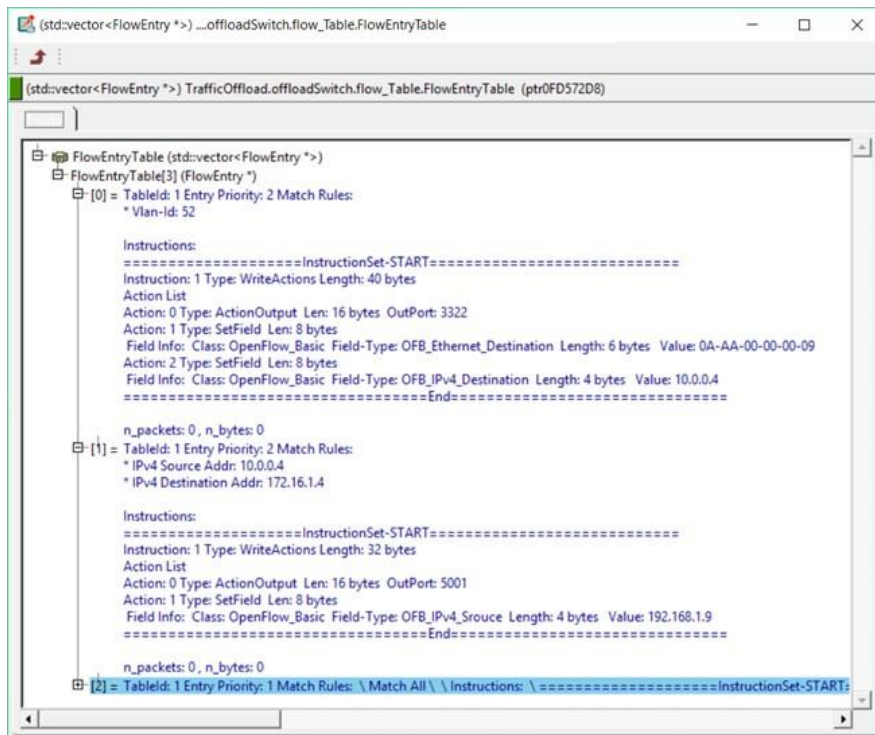 (std::vector<FlowEntry *>) ....offloadSwitch.flow_Table.FlowEntryTable
(std::vector<FlowEntry *>) TrafficOffload.offloadSwitch.flow_Table.FlowEntryTable (ptr0FD572D8)
FlowEntryTable (std::vector<FlowEntry *>)
FlowEntryTable[3] (FlowEntry *)
[0] = TableId: 1 Entry Priority: 2 Match Rules:
* Vlan-Id: 52
Instructions:
====================InstructionSet-START============================
Instruction: 1 Type: WriteActions Length: 40 bytes
Action List
Action: 0 Type: ActionOutput Len: 16 bytes OutPort: 3322
Action: 1 Type: SetField Len: 8 bytes
Field Info: Class: OpenFlow_Basic Field-Type: OFB_Ethernet_Destination Length: 6 bytes Value: 0A-AA-00-00-00-09
Action: 2 Type: SetField Len: 8 bytes
Field Info: Class: OpenFlow_Basic Field-Type: OFB_IPv4_Destination Length: 4 bytes Value: 10.0.0.4
==================================End===============================
n_packets: 0 , n_bytes: 0
[1] = TableId: 1 Entry Priority: 2 Match Rules:
* IPv4 Source Addr: 10.0.0.4
* IPv4 Destination Addr: 172.16.1.4
Instructions:
====================InstructionSet-START============================
Instruction: 1 Type: WriteActions Length: 32 bytes
Action List
Action: 0 Type: ActionOutput Len: 16 bytes OutPort: 5001
Action: 1 Type: SetField Len: 8 bytes
Field Info: Class: OpenFlow_Basic Field-Type: OFB_IPv4_Srouce Length: 4 bytes Value: 192.168.1.9
==================================End===============================
n_packets: 0 , n_bytes: 0
[2] = TableId: 1 Entry Priority: 1 Match Rules: \ Match All \ \ Instructions: \ ====================InstructionSet-START=